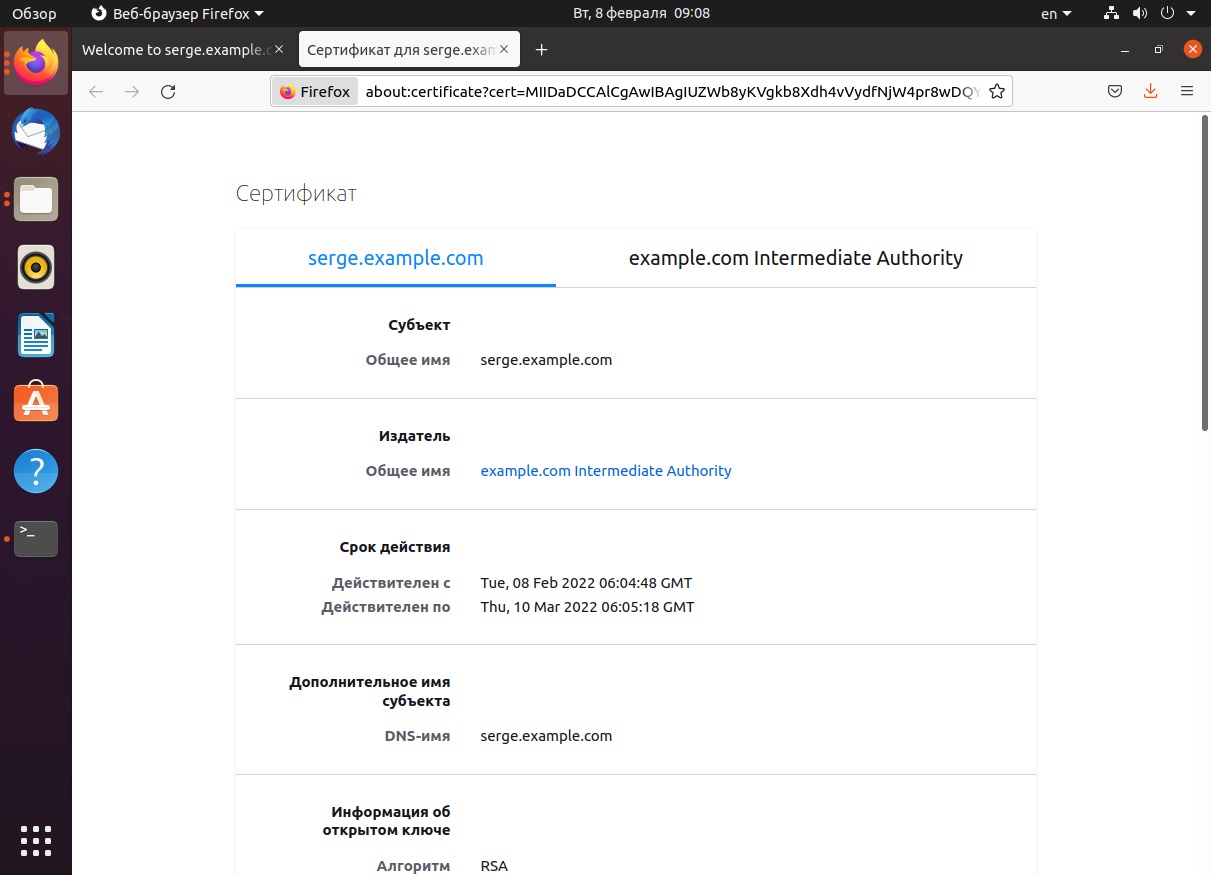 Обзор
Веб-браузер Firefox
Вт, 8 февраля 09:08
en
Welcome to serge.example.c
Сертификат для serge.exam
Firefox
about:certificate?cert=MIIDaDCCAlCgAwIBAgIUZWb8yKVgkb8Xdh4vVydfNjW4pr8wDQY
Сертификат
serge.example.com
example.com Intermediate Authority
Субъект
Общее имя serge.example.com
Издатель
Общее имя example.com Intermediate Authority
Срок действия
Действителен с Tue, 08 Feb 2022 06:04:48 GMT
Действителен по Thu, 10 Mar 2022 06:05:18 GMT
Дополнительное имя
субъекта
DNS-имя serge.example.com
Информация об
открытом ключе
Алгоритм RSA